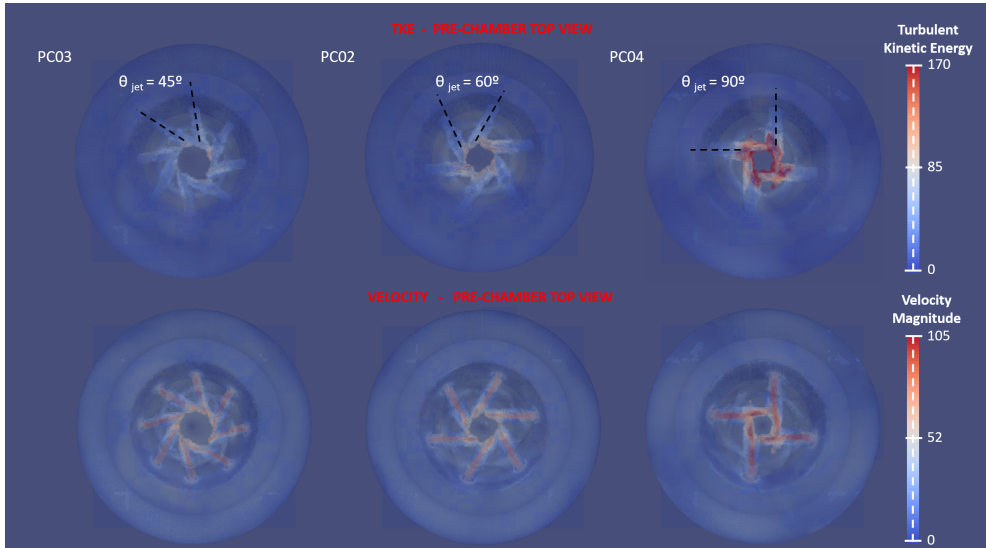 TKE - PRE-CHAMBER TOP VIEW
Turbulent
Kinetic Energy
PC03
PC02
PC04
170
θ jet = 45º
θ jet = 60º
θ jet = 90º
85
0
VELOCITY - PRE-CHAMBER TOP VIEW
Velocity
Magnitude
105
52
0